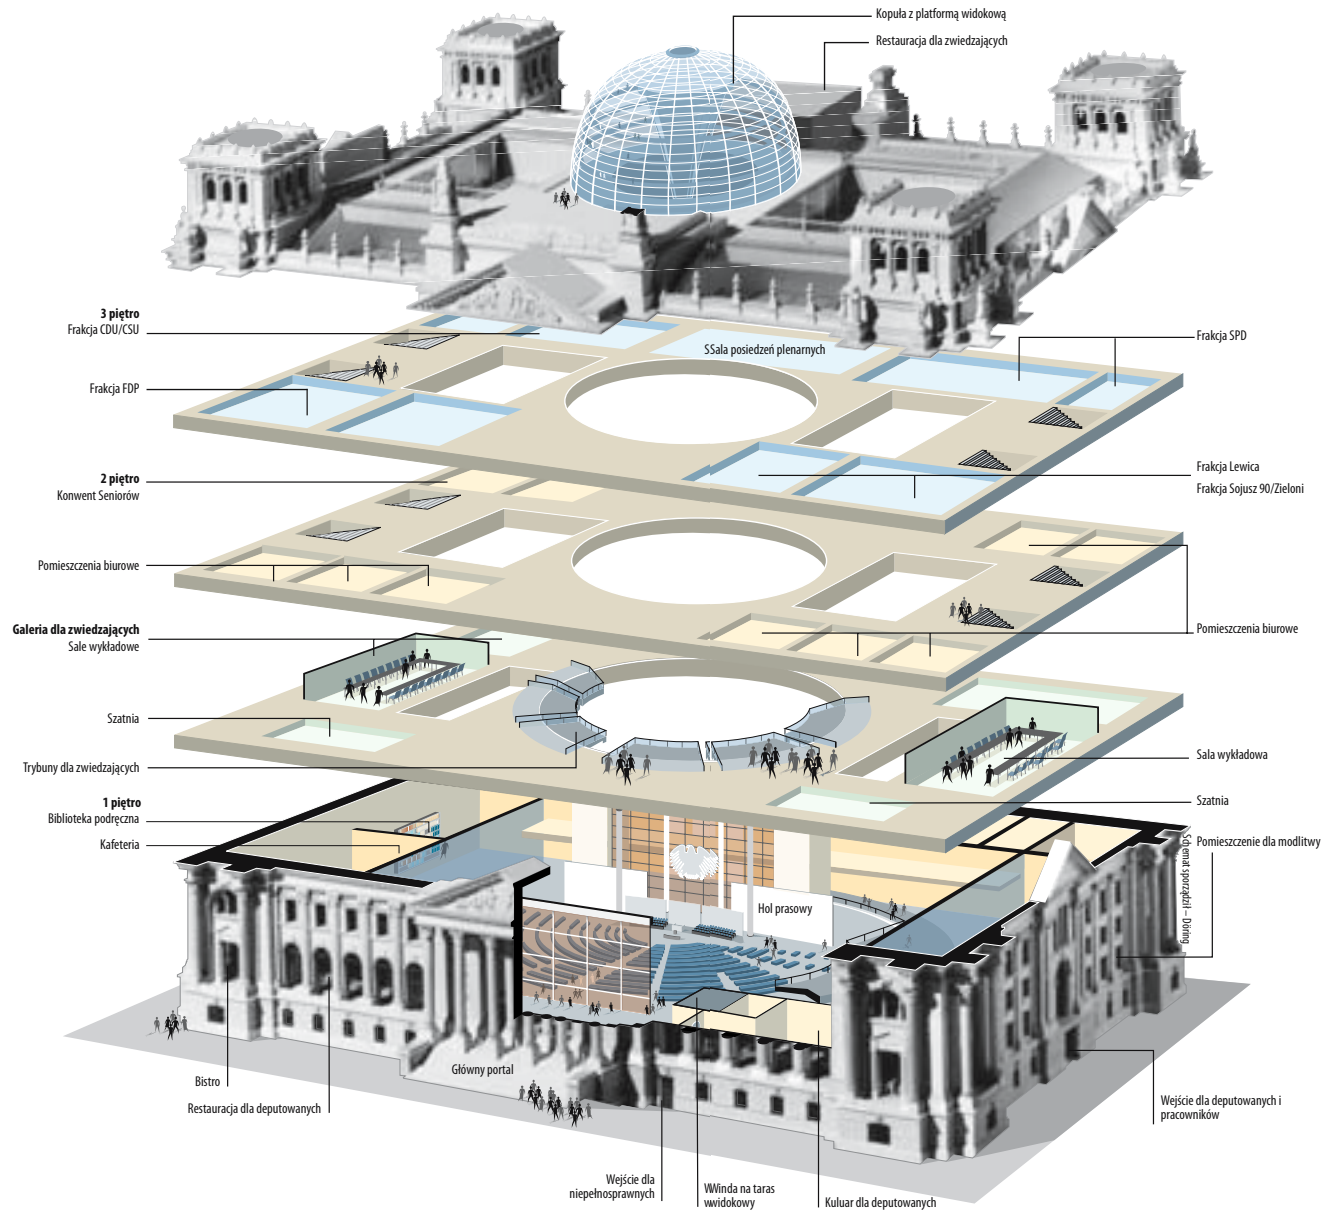 Kopuła z platformą widokową
Restauracja dla zwiedzających
3 piętro
Frakcja CDU/CSU
Frakcja FDP
SSala posiedzeń plenarnych
Frakcja SPD
Frakcja Lewica
Frakcja Sojusz 90/Zieloni
2 piętro
Konwent Seniorów
Pomieszczenia biurowe
Pomieszczenia biurowe
Galeria dla zwiedzających
Sale wykładowe
Szatnia
Trybuny dla zwiedzających
Sala wykładowa
Szatnia
1 piętro
Biblioteka podręczna
Kafeteria
Pomieszczenie dla modlitwy
Schemat sporządził – Döring
Hol prasowy
Główny portal
Bistro
Restauracja dla deputowanych
Wejście dla deputowanych i
pracowników
Wejście dla
niepełnosprawnych
WWinda na taras
wwidokowy
Kuluar dla deputowanych